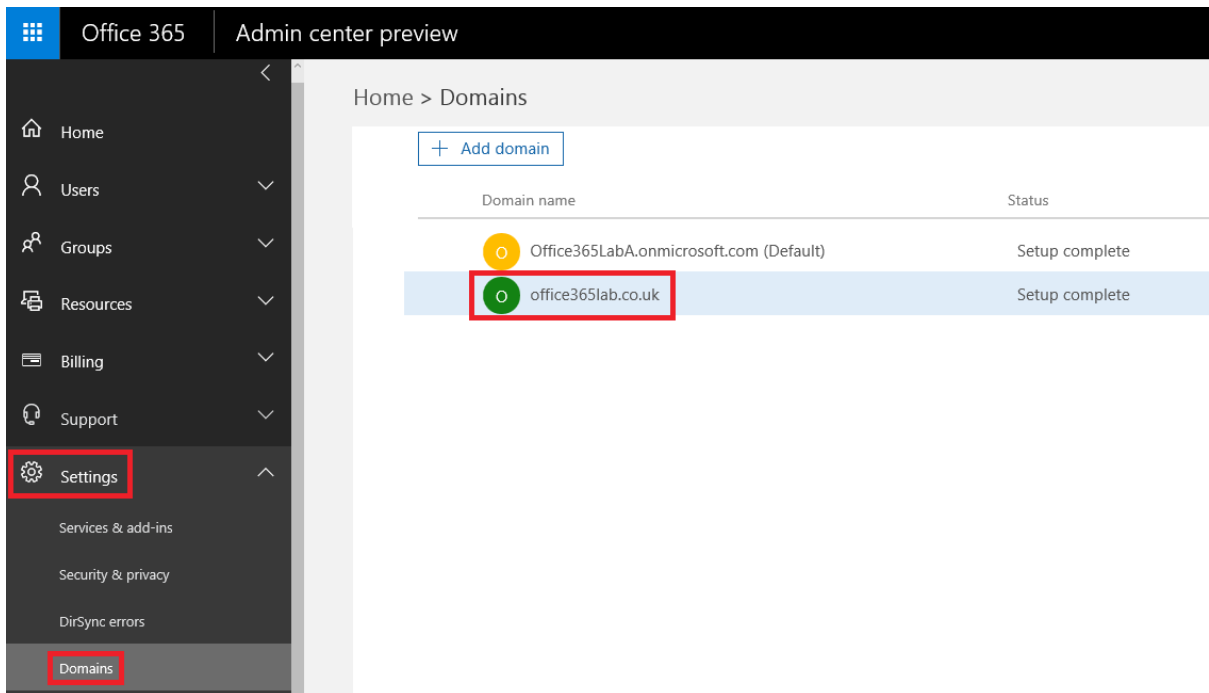 Office 365 Admin center preview
Home > Domains
Home
Users
Groups
Resources
Billing
Support
Settings
Services & add-ins
Security & privacy
DirSync errors
Domains
+ Add domain
Domain name Status
O Office365LabA.onmicrosoft.com (Default) Setup complete
O office365lab.co.uk Setup complete